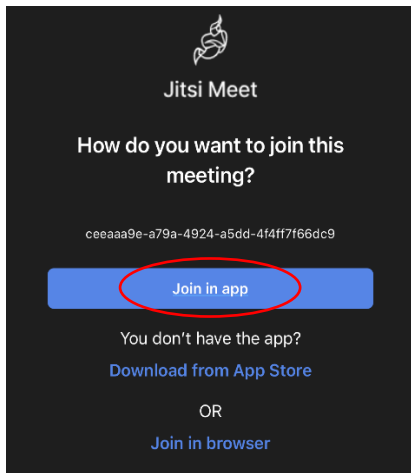 Jitsi Meet
How do you want to join this
meeting?
ceeaaa9e-a79a-4924-a5dd-4f4ff7f66dc9
Join in app
You don't have the app?
Download from App Store
OR
Join in browser